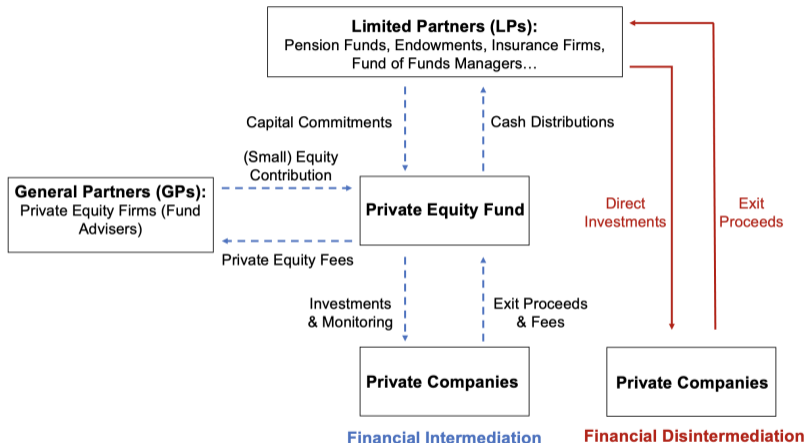 Limited Partners (LPs):
Pension Funds, Endowments, Insurance Firms,
Fund of Funds Managers…
Capital Commitments
Cash Distributions
(Small) Equity
Contribution
General Partners (GPs):
Private Equity Firms (Fund
Advisers)
Private Equity Fund
Private Equity Fees
Direct
Investments
Exit
Proceeds
Investments
& Monitoring
Exit Proceeds
& Fees
Private Companies
Private Companies
Financial Intermediation
Financial Disintermediation